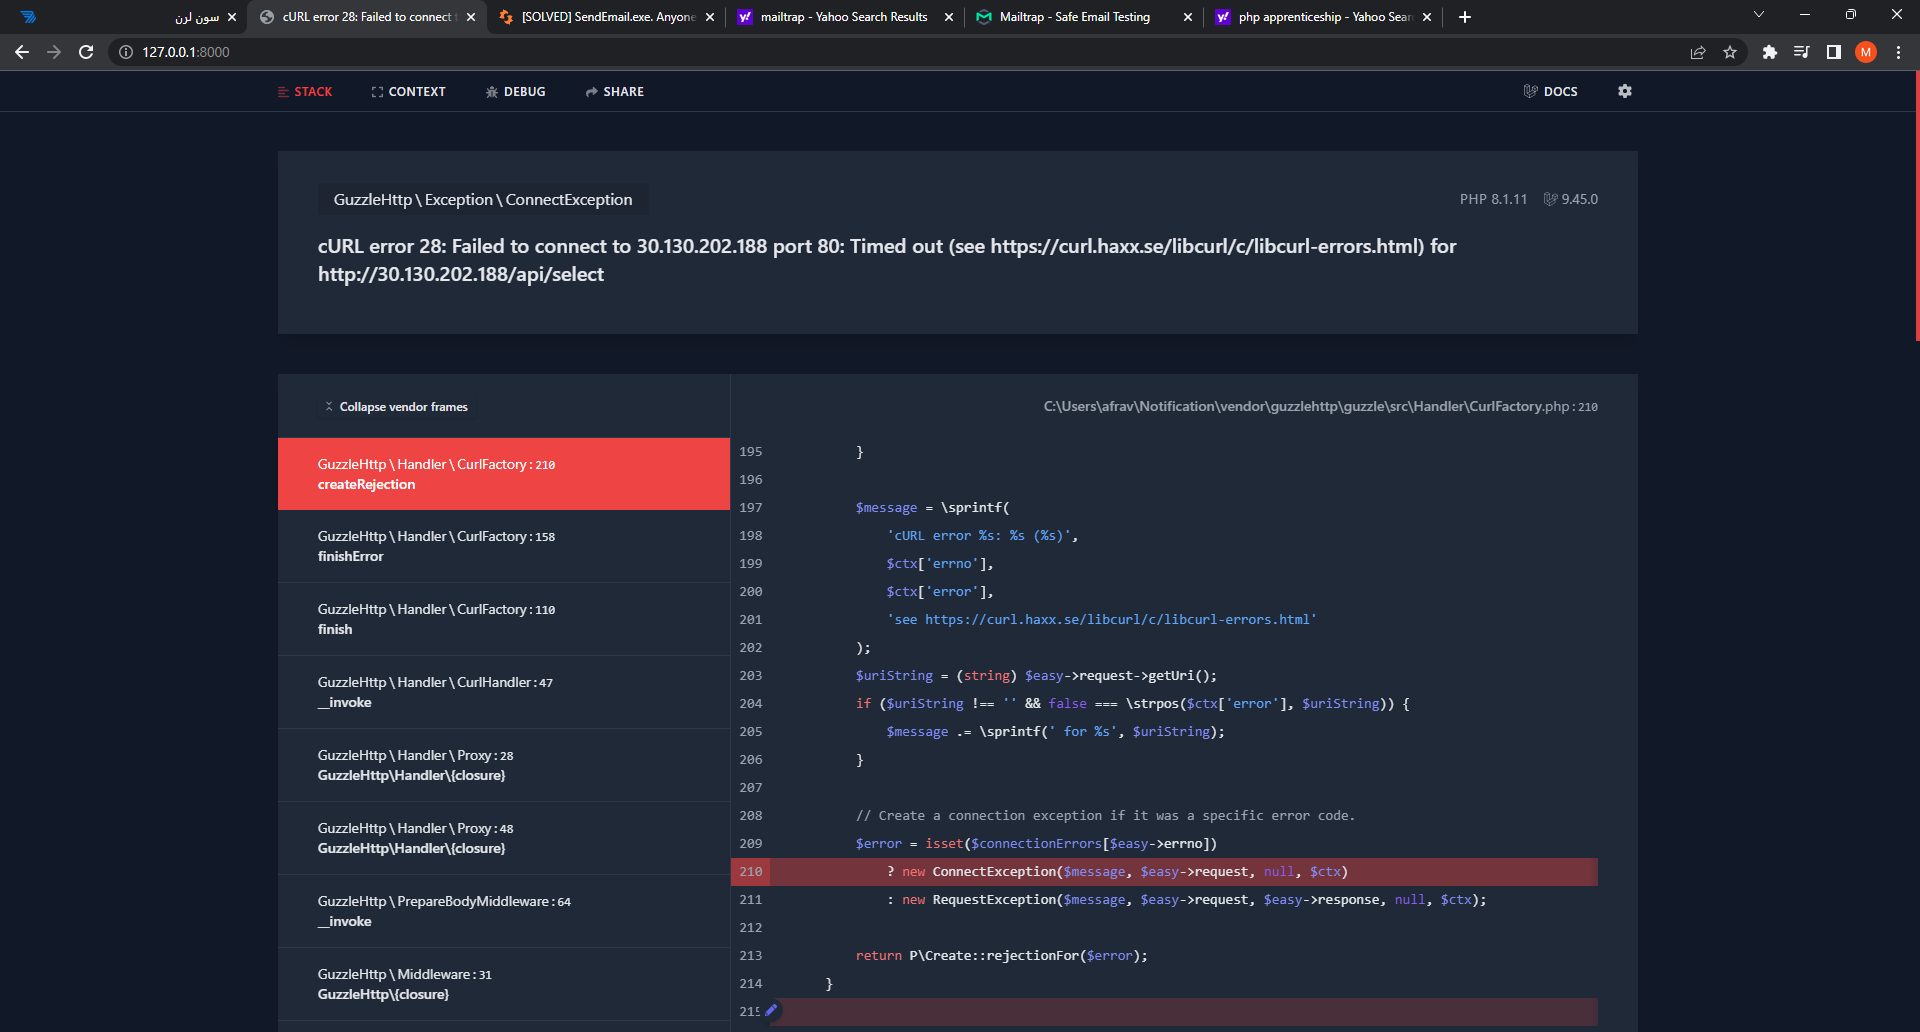 سون لرن
cURL error 28: Failed to connect
[SOLVED] SendEmail.exe. Anyone
mailtrap - Yahoo Search Results
Mailtrap - Safe Email Testing
php apprenticeship - Yahoo Sear
127.0.0.1:8000
M
STACK
CONTEXT
DEBUG
SHARE
DOCS
GuzzleHttp \ Exception \ ConnectException
PHP 8.1.11
9.45.0
cURL error 28: Failed to connect to 30.130.202.188 port 80: Timed out (see https://curl.haxx.se/libcurl/c/libcurl-errors.html) for
http://30.130.202.188/api/select
Collapse vendor frames
GuzzleHttp \ Handler \ CurlFactory:210
createRejection
GuzzleHttp \ Handler \ CurlFactory:158
finishError
GuzzleHttp \ Handler \ CurlFactory:110
finish
GuzzleHttp \ Handler \ CurlHandler:47
__invoke
GuzzleHttp \ Handler \ Proxy:28
GuzzleHttp\Handler\{closure}
GuzzleHttp \ Handler \ Proxy:48
GuzzleHttp\Handler\{closure}
GuzzleHttp \ PrepareBodyMiddleware:64
__invoke
GuzzleHttp \ Middleware:31
GuzzleHttp\{closure}
C:\Users\afrav\Notification\vendor\guzzlehttp\guzzle\src\Handler\CurlFactory.php:210
195 }
196
197 $message = \sprintf(
198 'cURL error %s: %s (%s)',
199 $ctx['errno'],
200 $ctx['error'],
201 'see https://curl.haxx.se/libcurl/c/libcurl-errors.html'
202 );
203 $uriString = (string) $easy->request->getUri();
204 if ($uriString !== '' && false === \strpos($ctx['error'], $uriString)) {
205 $message .= \sprintf(' for %s', $uriString);
206 }
207
208 // Create a connection exception if it was a specific error code.
209 $error = isset($connectionErrors[$easy->errno])
210 ? new ConnectException($message, $easy->request, null, $ctx)
211 : new RequestException($message, $easy->request, $easy->response, null, $ctx);
212
213 return P\Create::rejectionFor($error);
214 }
215